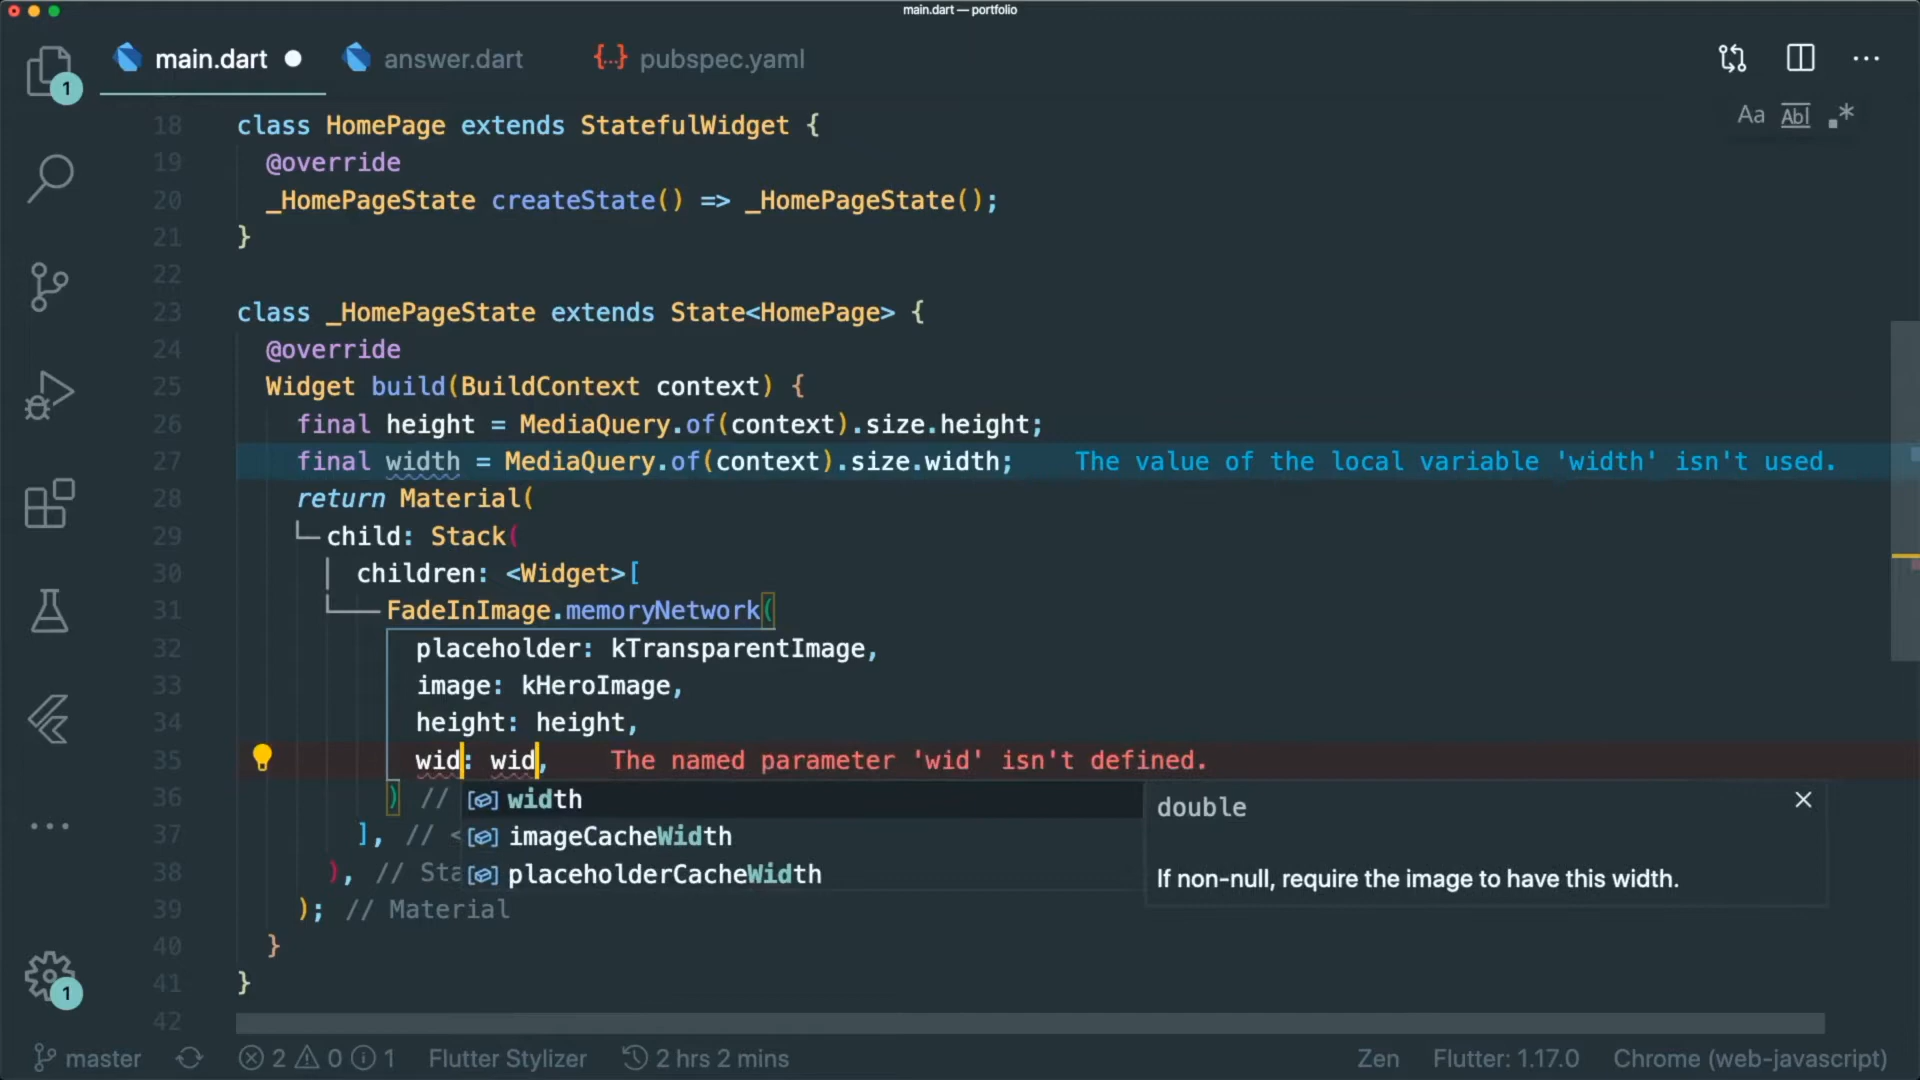 main.dart — portfolio
1
main.dart
answer.dart
{...} pubspec.yaml
Aa Abl .*
18 class HomePage extends StatefulWidget {
19 @override
20 _HomePageState createState() => _HomePageState();
21 }
22
23 class _HomePageState extends State<HomePage> {
24 @override
25 Widget build(BuildContext context) {
26 final height = MediaQuery.of(context).size.height;
27 final width = MediaQuery.of(context).size.width; The value of the local variable 'width' isn't used.
28 return Material(
29 child: Stack(
30 children: <Widget>[
31 FadeInImage.memoryNetwork(
32 placeholder: kTransparentImage,
33 image: kHeroImage,
34 height: height,
35 wid: wid, The named parameter 'wid' isn't defined.
36 ) //
width
double
37 ], // <
imageCacheWidth
38 ), // Sta
placeholderCacheWidth
If non-null, require the image to have this width.
39 ); // Material
40 }
41 }
42
1
master 2 0 1 Flutter Stylizer 2 hrs 2 mins Zen Flutter: 1.17.0 Chrome (web-javascript)